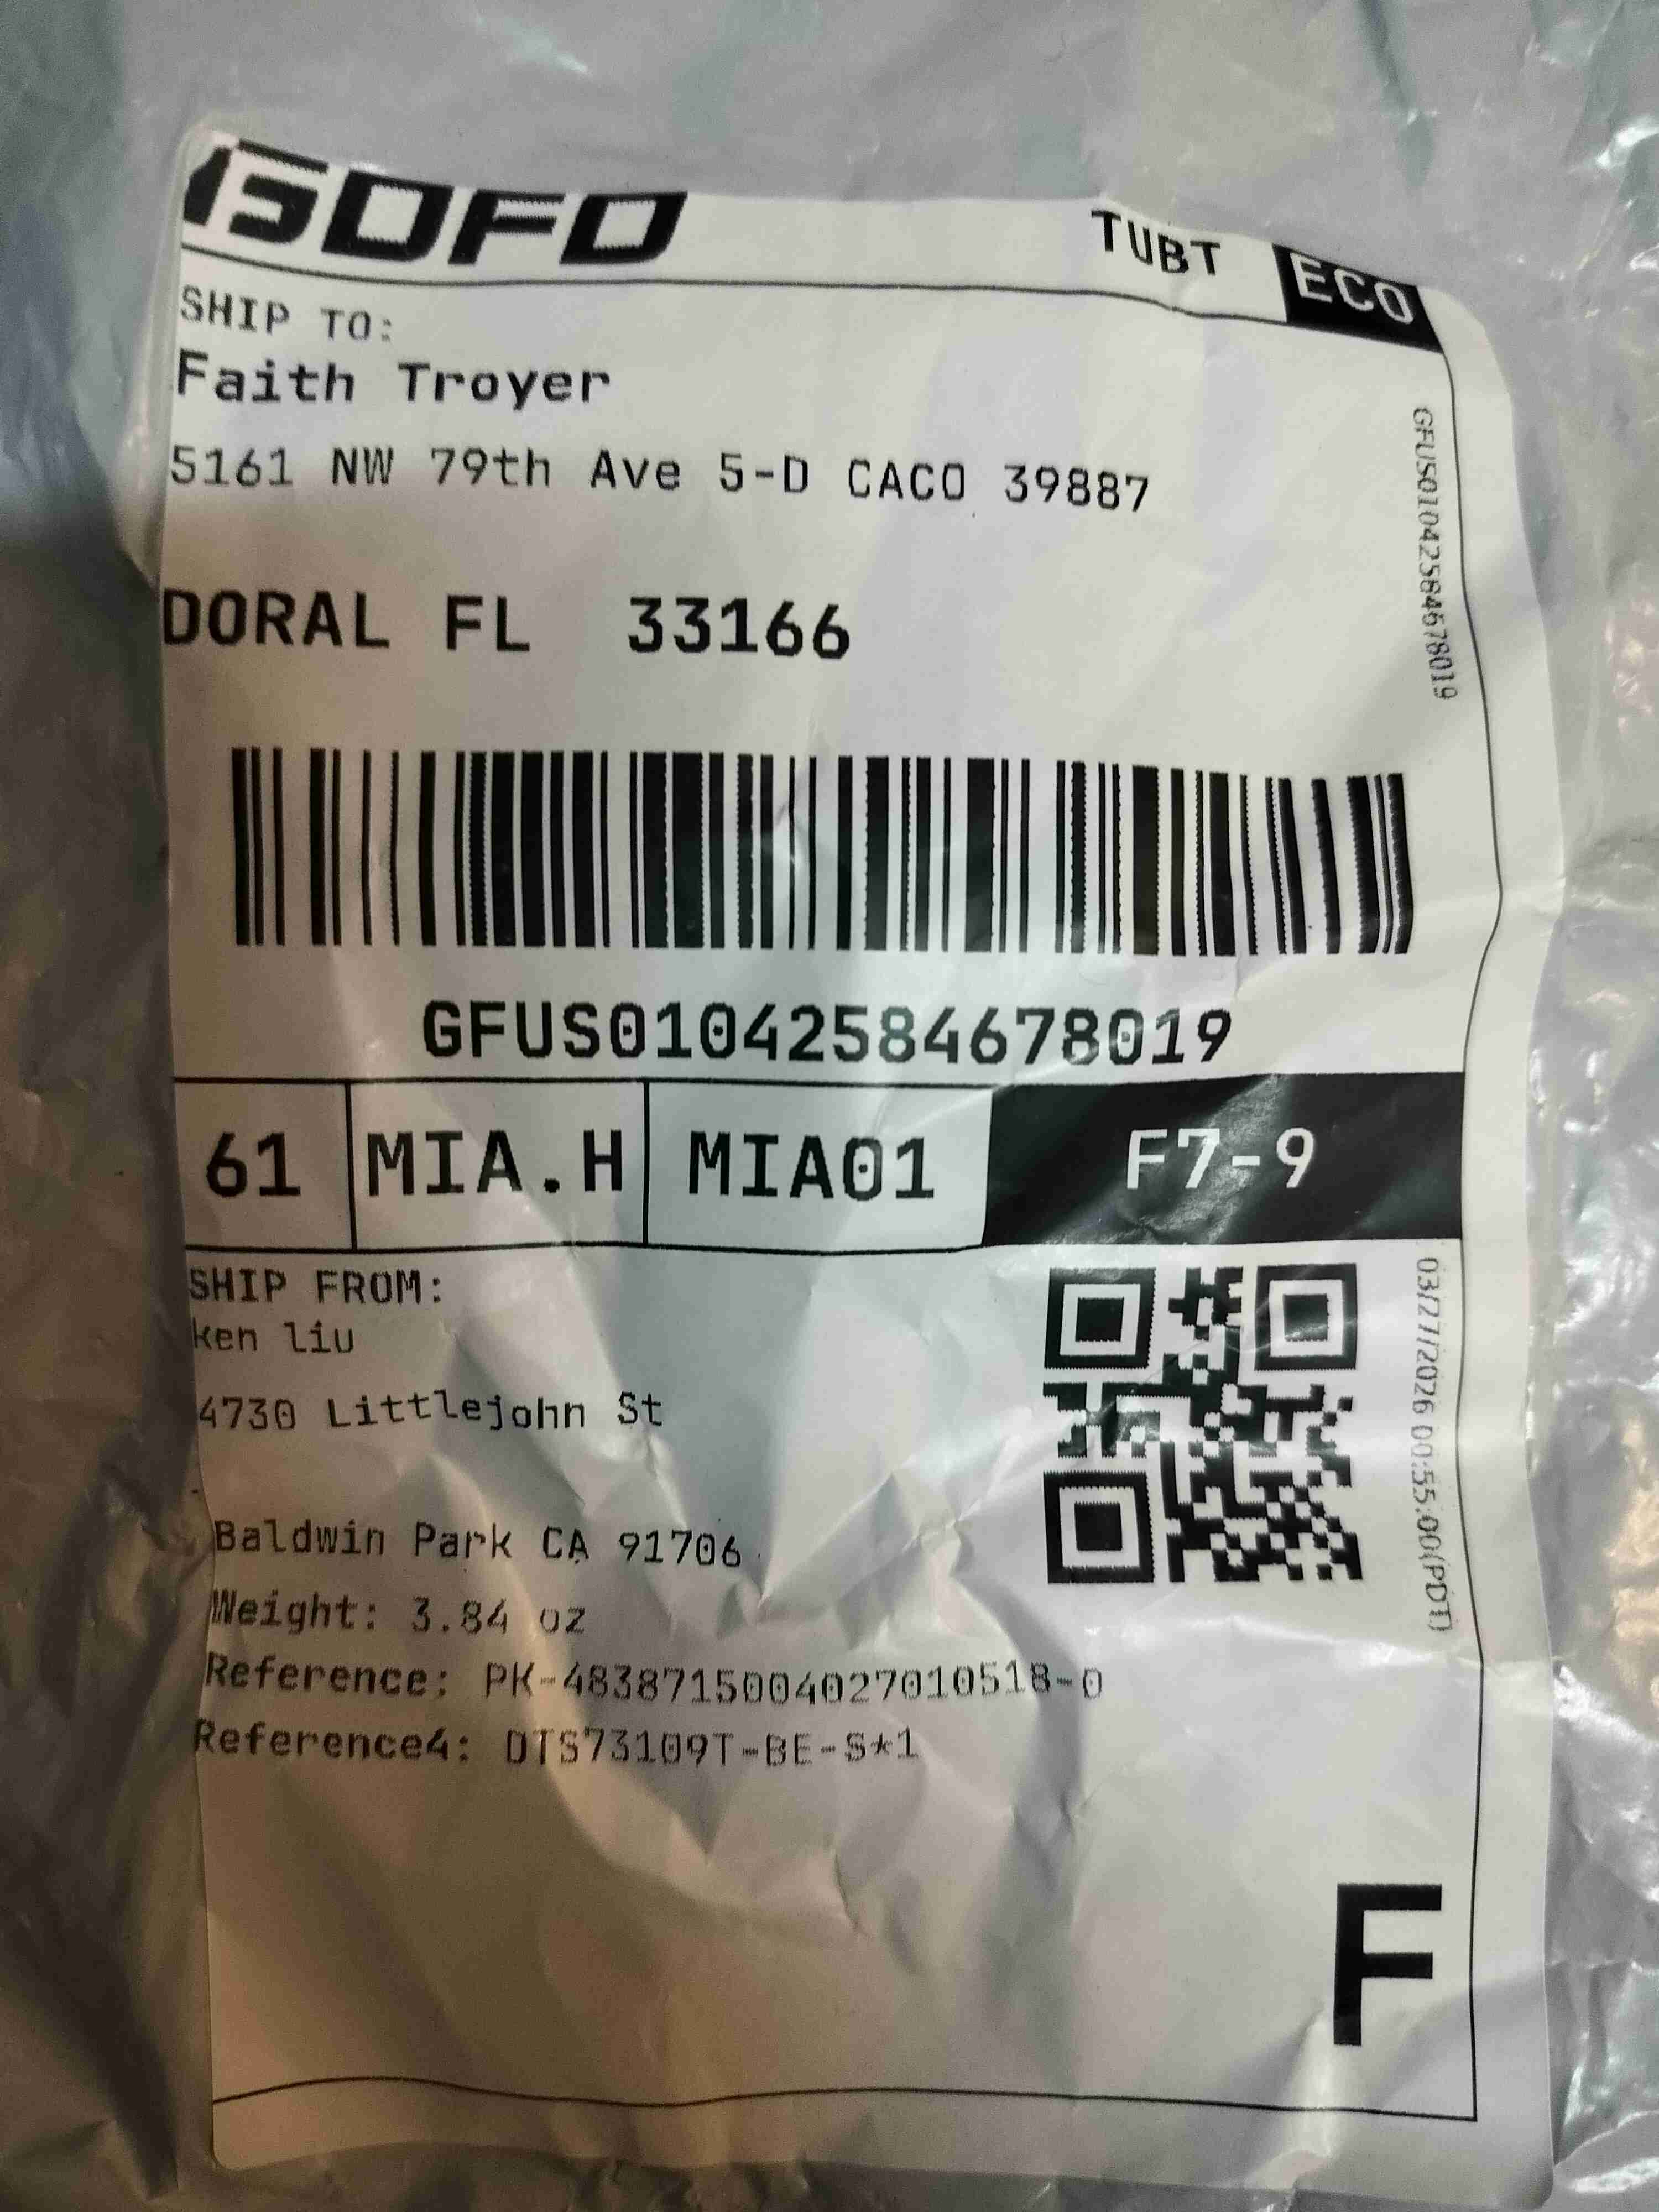 GOFO
TUBT ECO
SHIP TO:
Faith Troyer
5161 NW 79th Ave 5-D CACO 39887
DORAL FL 33166
GFUS01042584678019
GFUS01042584678019
61 MIA.H MIA01 F7-9
SHIP FROM:
ken liu
4730 Littlejohn St
Baldwin Park CA 91706
03/27/2026 00:55:00(PDT)
Weight: 3.84 oz
Reference: PK-4838715004027010518-0
Reference4: DTS73109T-BE-S*1
F